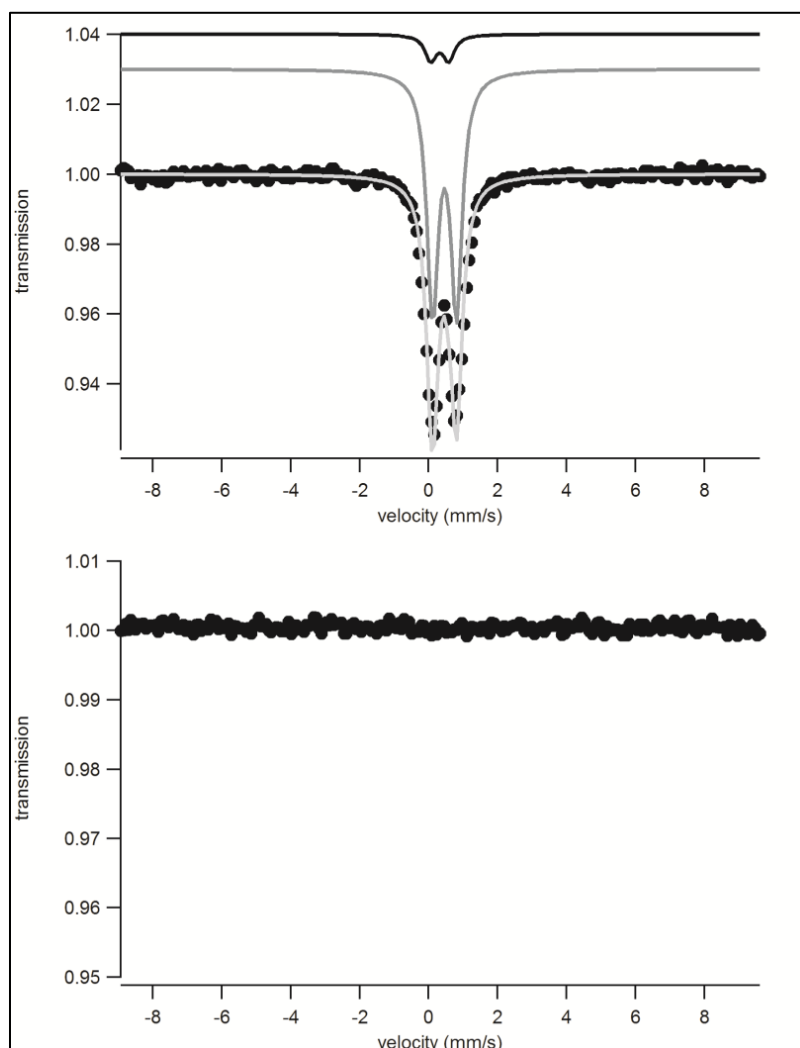 1.04
1.02
1.00
0.98
0.96
0.94
transmission
-8 -6 -4 -2 0 2 4 6 8
velocity (mm/s)
1.01
1.00
0.99
0.98
0.97
0.96
0.95
transmission
-8 -6 -4 -2 0 2 4 6 8
velocity (mm/s)